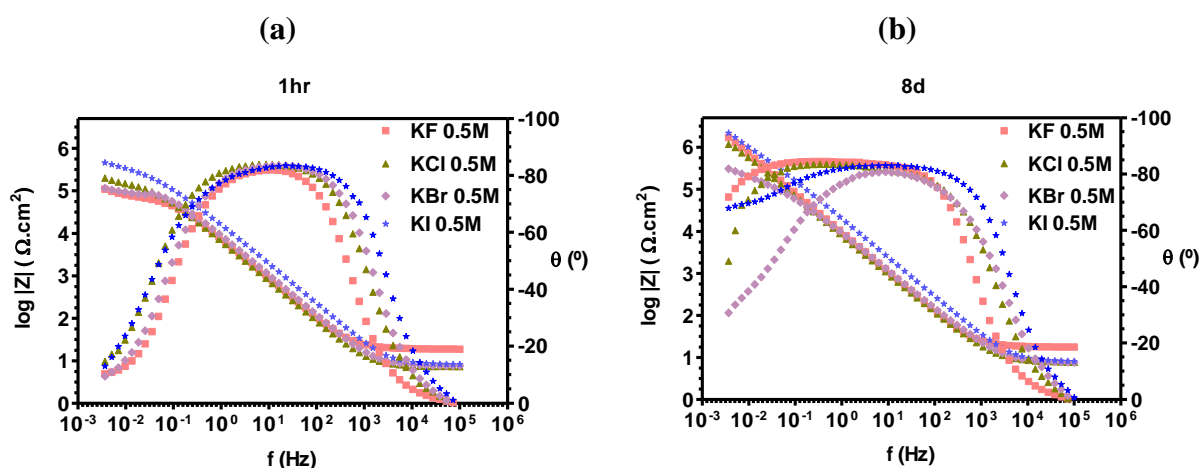 (a)
1hr
log |Z| ( Ω.cm²)
6
5
4
3
2
1
0
-100
-80
-60
-40
-20
0
θ (º)
KF 0.5M
KCl 0.5M
KBr 0.5M
KI 0.5M
10⁻³ 10⁻² 10⁻¹ 10⁰ 10¹ 10² 10³ 10⁴ 10⁵ 10⁶
f (Hz)
(b)
8d
log |Z| ( Ω.cm²)
6
5
4
3
2
1
0
-100
-80
-60
-40
-20
0
θ (º)
KF 0.5M
KCl 0.5M
KBr 0.5M
KI 0.5M
10⁻³ 10⁻² 10⁻¹ 10⁰ 10¹ 10² 10³ 10⁴ 10⁵ 10⁶
f (Hz)